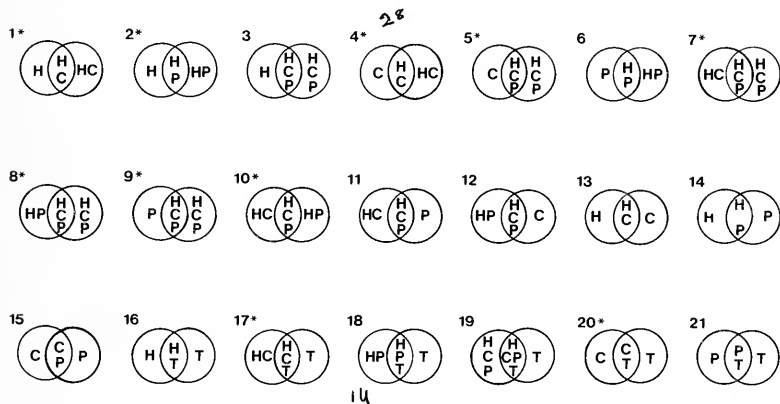 28
1* 2* 3 4* 5* 6 7*
H H C HC
H H P HP
H H C P H C P
C H C HC
C H C P H C P
P H P HP
HC H C P H C P
8* 9* 10* 11 12 13 14
HP H C P H C P
P H C P H C P
HC H C P HP
HC H C P P
HP H C P C
H H C C
H H P P
15 16 17* 18 19 20* 21
C C P P
H H T T
HC H C T T
HP H P T T
H C P H CP T T
C C T T
P P T T
14